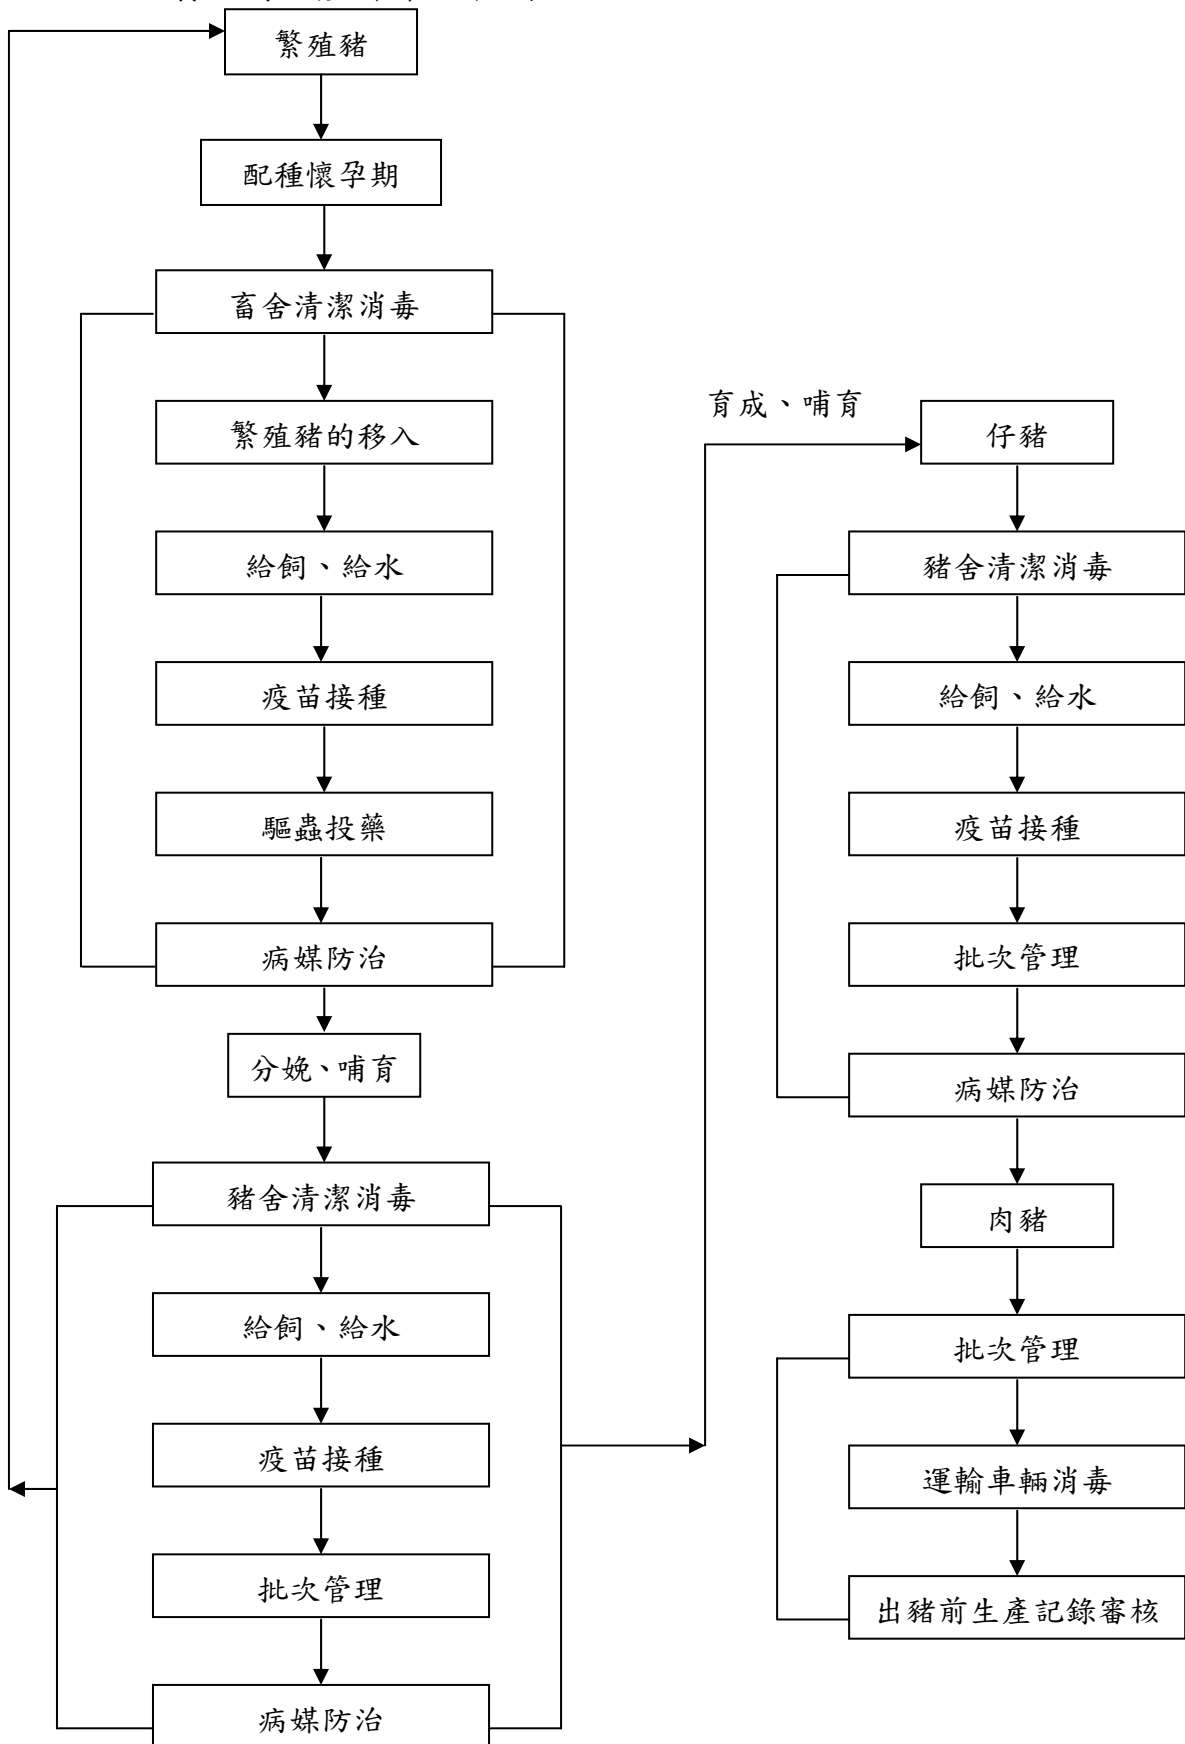 繁殖豬
配種懷孕期
畜舍清潔消毒
繁殖豬的移入
給飼、給水
疫苗接種
驅蟲投藥
病媒防治
分娩、哺育
豬舍清潔消毒
給飼、給水
疫苗接種
批次管理
病媒防治
育成、哺育
仔豬
豬舍清潔消毒
給飼、給水
疫苗接種
批次管理
病媒防治
肉豬
批次管理
運輸車輛消毒
出豬前生產記錄審核